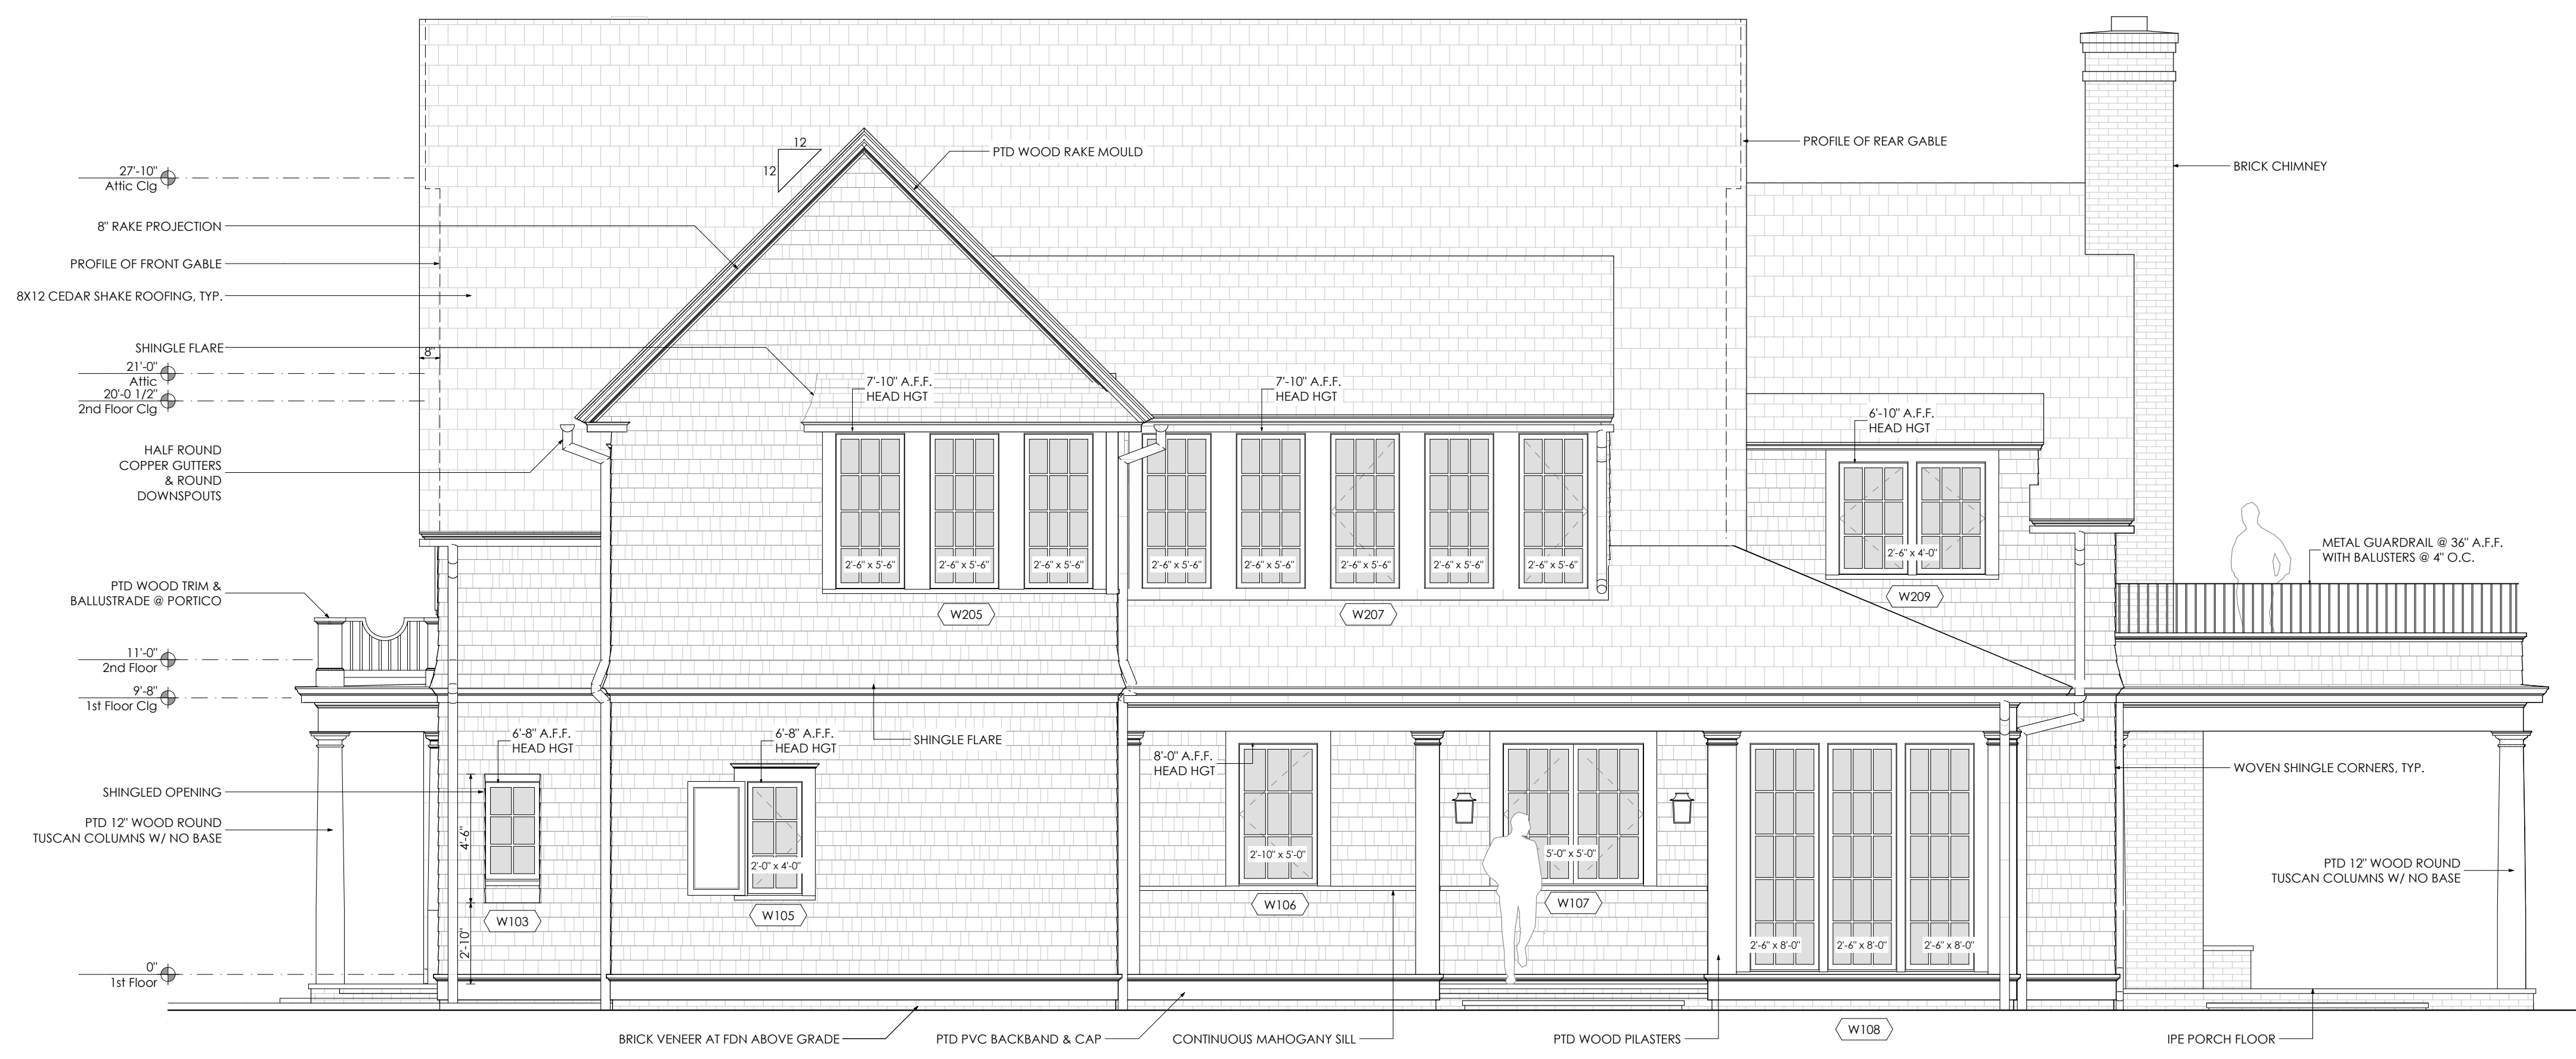 12
12
PTD WOOD RAKE MOULD
PROFILE OF REAR GABLE
BRICK CHIMNEY
27'-10"
Attic Clg
8" RAKE PROJECTION
PROFILE OF FRONT GABLE
8X12 CEDAR SHAKE ROOFING, TYP.
SHINGLE FLARE
8"
21'-0"
Attic
20'-0 1/2"
2nd Floor Clg
7'-10" A.F.F.
HEAD HGT
7'-10" A.F.F.
HEAD HGT
6'-10" A.F.F.
HEAD HGT
HALF ROUND
COPPER GUTTERS
& ROUND
DOWNSPOUTS
METAL GUARDRAIL @ 36" A.F.F.
WITH BALUSTERS @ 4" O.C.
2'-6" x 5'-6"
2'-6" x 5'-6"
2'-6" x 5'-6"
2'-6" x 5'-6"
2'-6" x 5'-6"
2'-6" x 5'-6"
2'-6" x 5'-6"
2'-6" x 5'-6"
2'-6" x 4'-0"
PTD WOOD TRIM &
BALLUSTRADE @ PORTICO
W205
W207
W209
11'-0"
2nd Floor
9'-8"
1st Floor Clg
6'-8" A.F.F.
HEAD HGT
6'-8" A.F.F.
HEAD HGT
SHINGLE FLARE
8'-0" A.F.F.
HEAD HGT
WOVEN SHINGLE CORNERS, TYP.
SHINGLED OPENING
PTD 12" WOOD ROUND
TUSCAN COLUMNS W/ NO BASE
4'-6"
2'-0" x 4'-0"
2'-10" x 5'-0"
5'-0" x 5'-0"
PTD 12" WOOD ROUND
TUSCAN COLUMNS W/ NO BASE
W103
W105
W106
W107
2'-10"
2'-6" x 8'-0"
2'-6" x 8'-0"
2'-6" x 8'-0"
0"
1st Floor
BRICK VENEER AT FDN ABOVE GRADE
PTD PVC BACKBAND & CAP
CONTINUOUS MAHOGANY SILL
PTD WOOD PILASTERS
W108
IPE PORCH FLOOR